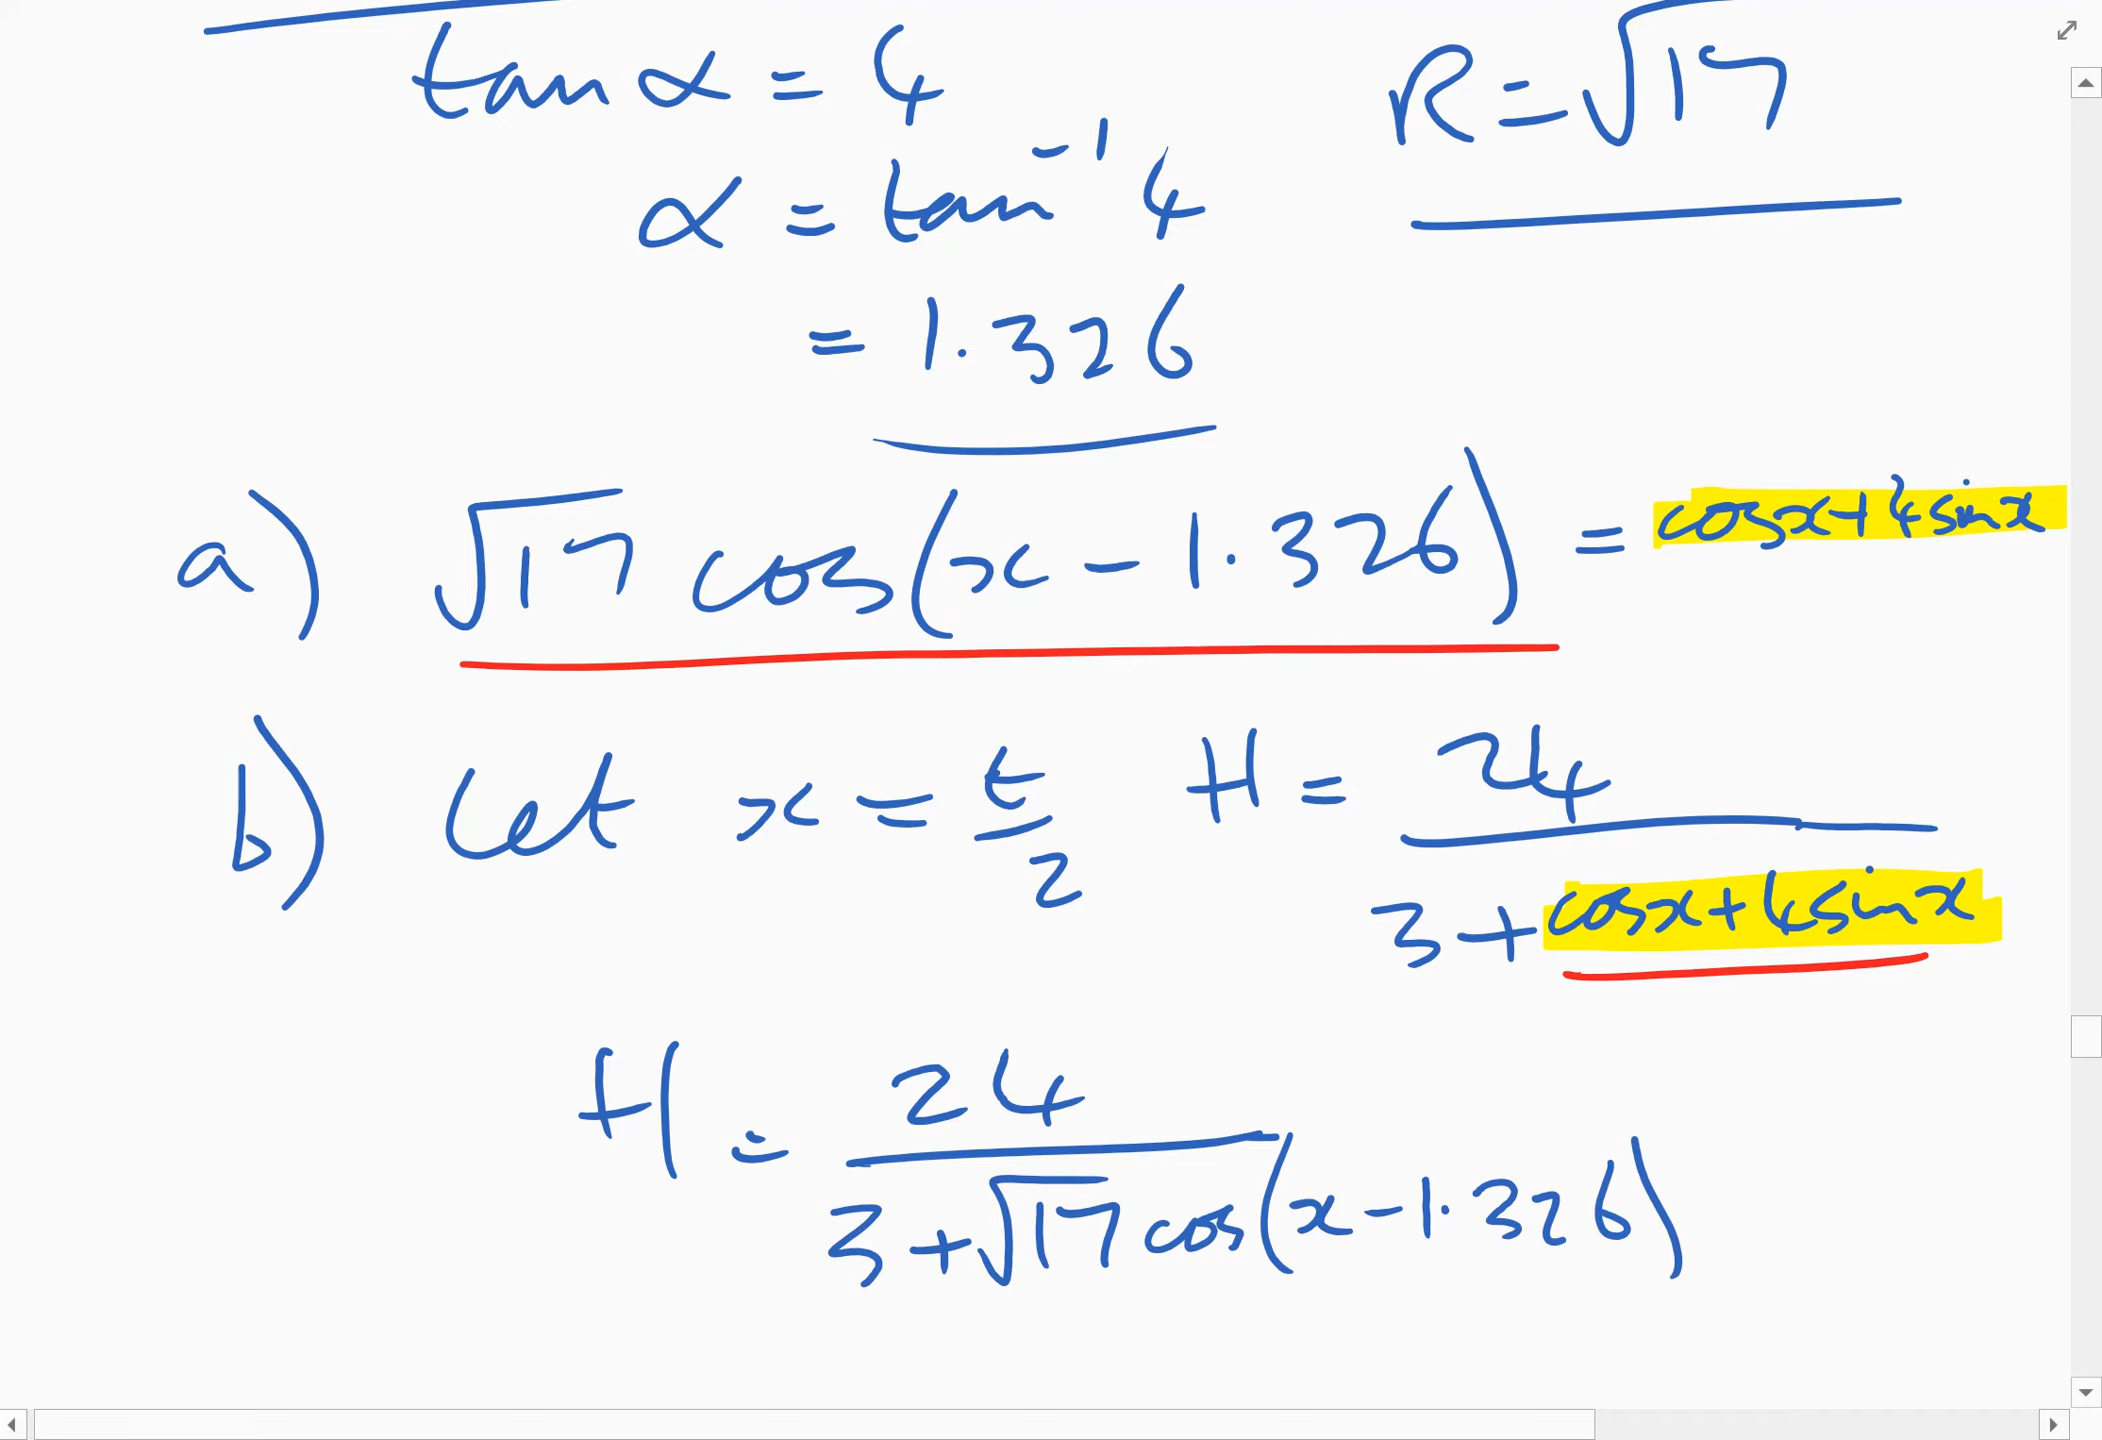 tan α = 4
R = √17
α = tan⁻¹ 4
= 1.326
a) √17 cos(x - 1.326) = cosx + 4sinx
b) Let x = t/2 H = 24/(3 + cosx + 4sinx)
H = 24/(3 + √17 cos(x - 1.326))